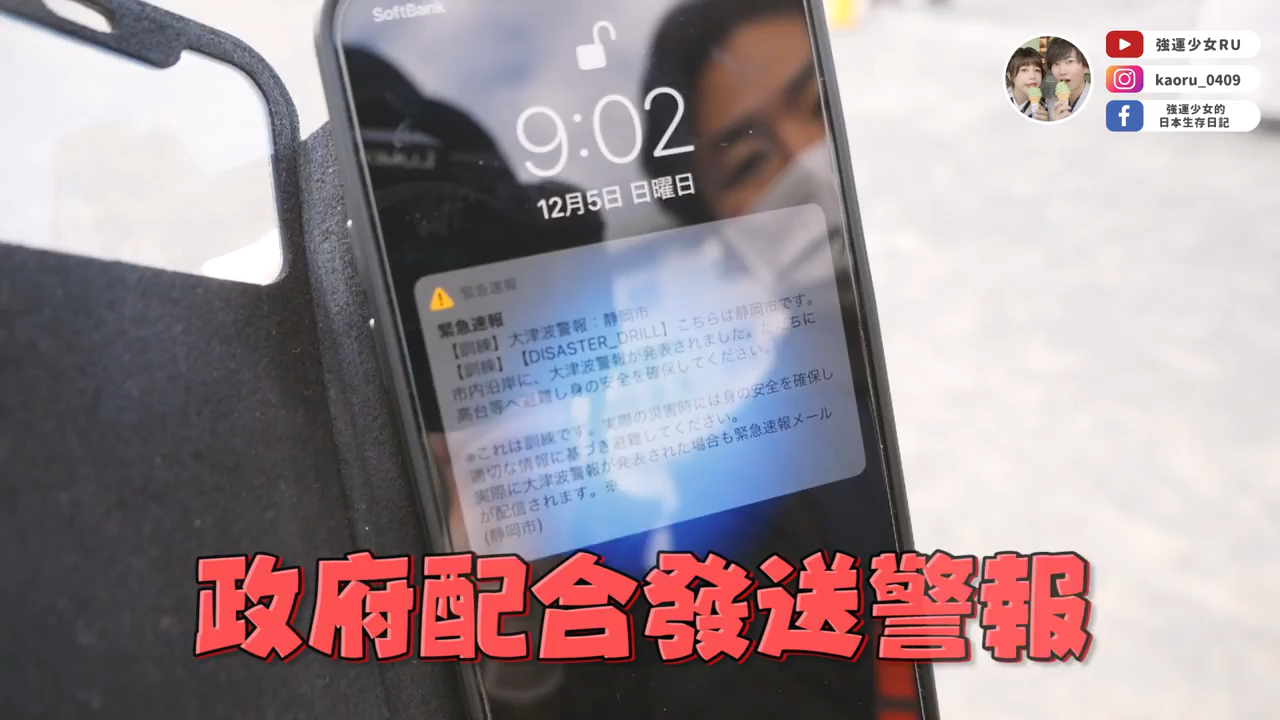 SoftBank
9:02
12月5日 日曜日
緊急速報
緊急速報
【訓練】大津波警報：静岡市
【訓練】【DISASTER_DRILL】こちらは静岡市です。
市内沿岸に、大津波警報が発表されました。ただちに
高台等へ避難し身の安全を確保してください。
※これは訓練です。実際の災害時には身の安全を確保し
適切な情報に基づき避難してください。
実際に大津波警報が発表された場合も緊急速報メール
が配信されます。※
(静岡市)
強運少女RU
kaoru_0409
強運少女的
日本生存日記
政府配合發送警報